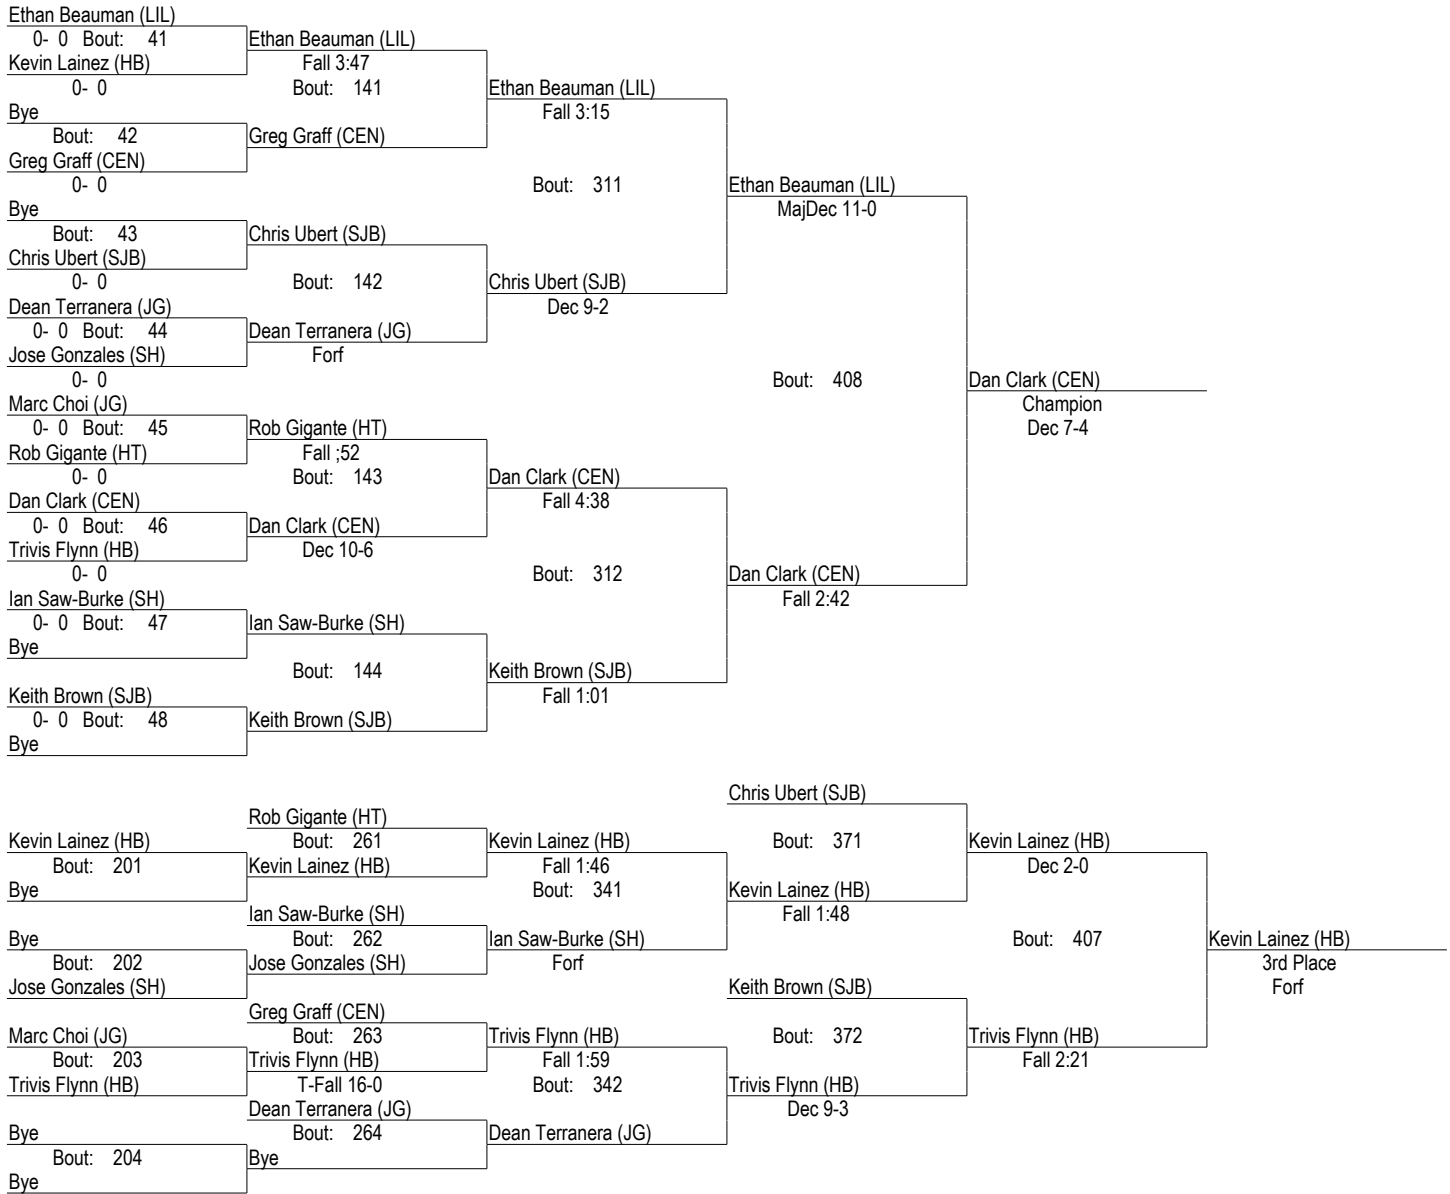 Ethan Beauman (LIL)
0- 0 Bout: 41 Ethan Beauman (LIL)
Kevin Lainez (HB) Fall 3:47
0- 0 Bout: 141 Ethan Beauman (LIL)
Bye Fall 3:15
Bout: 42 Greg Graff (CEN)
Greg Graff (CEN)
0- 0 Bout: 311 Ethan Beauman (LIL)
Bye MajDec 11-0
Bout: 43 Chris Ubert (SJB)
Chris Ubert (SJB)
0- 0 Bout: 142 Chris Ubert (SJB)
Dean Terranera (JG) Dec 9-2
0- 0 Bout: 44 Dean Terranera (JG)
Jose Gonzales (SH) Forf
0- 0 Bout: 408 Dan Clark (CEN)
Marc Choi (JG) Champion
0- 0 Bout: 45 Rob Gigante (HT) Dec 7-4
Rob Gigante (HT) Fall ;52
0- 0 Bout: 143 Dan Clark (CEN)
Dan Clark (CEN) Fall 4:38
0- 0 Bout: 46 Dan Clark (CEN)
Trivis Flynn (HB) Dec 10-6
0- 0 Bout: 312 Dan Clark (CEN)
Ian Saw-Burke (SH) Fall 2:42
0- 0 Bout: 47 Ian Saw-Burke (SH)
Bye
Bout: 144 Keith Brown (SJB)
Keith Brown (SJB) Fall 1:01
0- 0 Bout: 48 Keith Brown (SJB)
Bye
Chris Ubert (SJB)
Rob Gigante (HT)
Kevin Lainez (HB) Bout: 261 Kevin Lainez (HB) Bout: 371 Kevin Lainez (HB)
Bout: 201 Kevin Lainez (HB) Fall 1:46 Dec 2-0
Bye Bout: 341 Kevin Lainez (HB)
Ian Saw-Burke (SH) Fall 1:48
Bye Bout: 262 Ian Saw-Burke (SH) Bout: 407 Kevin Lainez (HB)
Bout: 202 Jose Gonzales (SH) Forf 3rd Place
Jose Gonzales (SH) Keith Brown (SJB) Forf
Greg Graff (CEN)
Marc Choi (JG) Bout: 263 Trivis Flynn (HB) Bout: 372 Trivis Flynn (HB)
Bout: 203 Trivis Flynn (HB) Fall 1:59 Fall 2:21
Trivis Flynn (HB) T-Fall 16-0 Bout: 342 Trivis Flynn (HB)
Dean Terranera (JG) Dec 9-3
Bye Bout: 264 Dean Terranera (JG)
Bout: 204 Bye
Bye